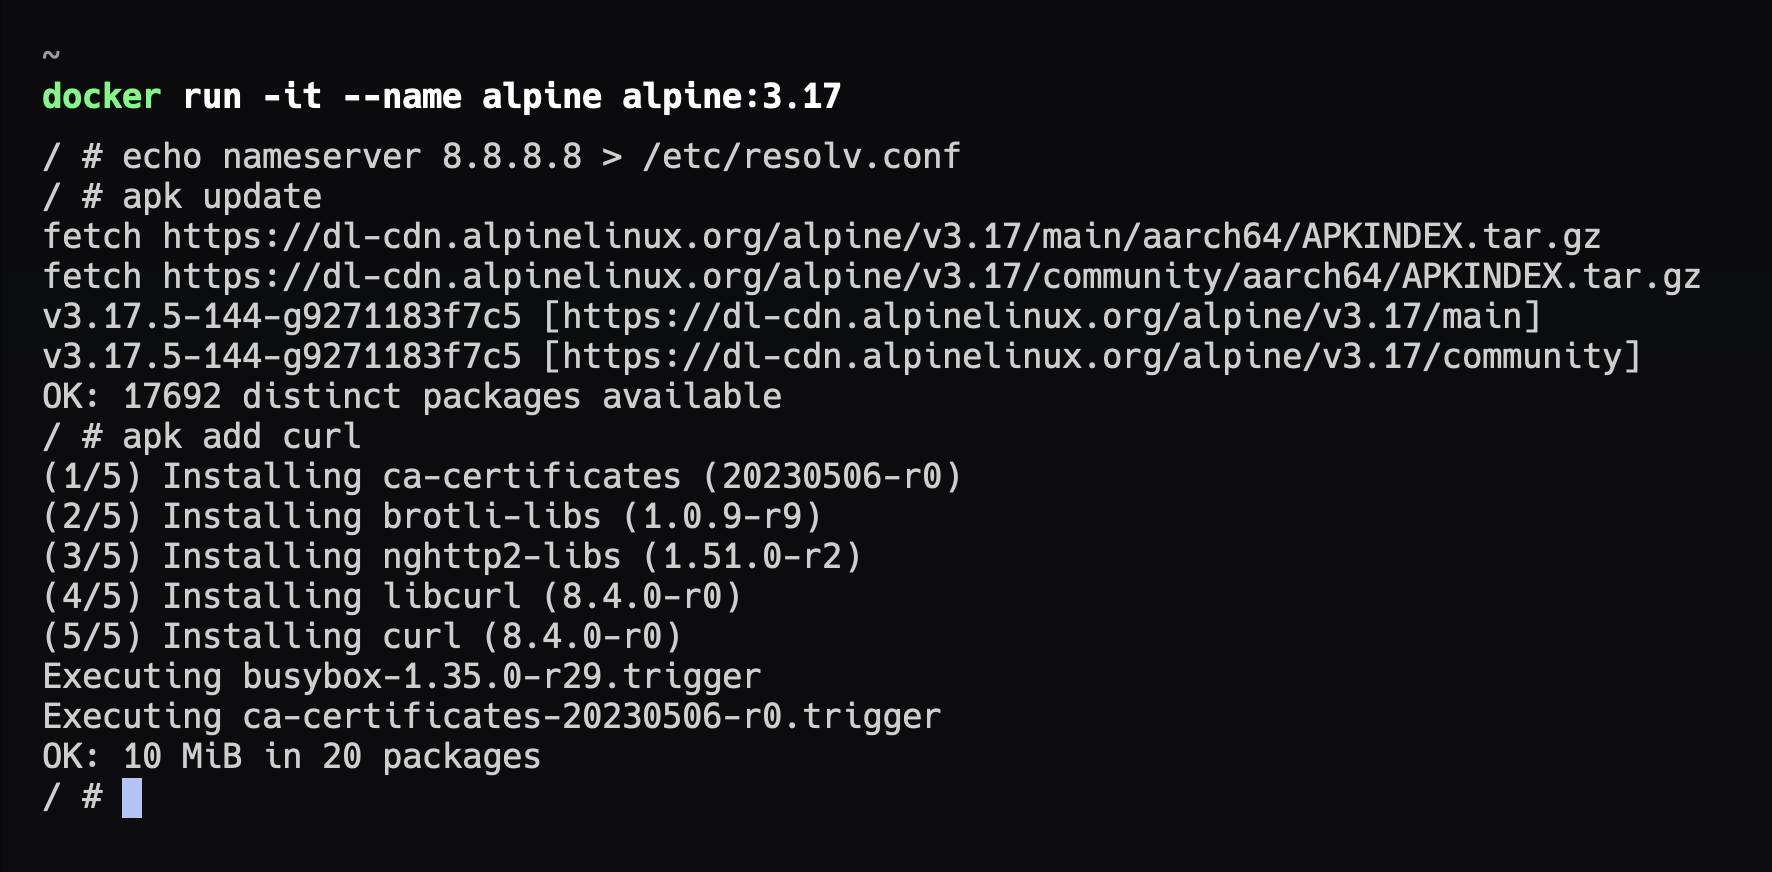 ~
docker run -it --name alpine alpine:3.17
/ # echo nameserver 8.8.8.8 > /etc/resolv.conf
/ # apk update
fetch https://dl-cdn.alpinelinux.org/alpine/v3.17/main/aarch64/APKINDEX.tar.gz
fetch https://dl-cdn.alpinelinux.org/alpine/v3.17/community/aarch64/APKINDEX.tar.gz
v3.17.5-144-g9271183f7c5 [https://dl-cdn.alpinelinux.org/alpine/v3.17/main]
v3.17.5-144-g9271183f7c5 [https://dl-cdn.alpinelinux.org/alpine/v3.17/community]
OK: 17692 distinct packages available
/ # apk add curl
(1/5) Installing ca-certificates (20230506-r0)
(2/5) Installing brotli-libs (1.0.9-r9)
(3/5) Installing nghttp2-libs (1.51.0-r2)
(4/5) Installing libcurl (8.4.0-r0)
(5/5) Installing curl (8.4.0-r0)
Executing busybox-1.35.0-r29.trigger
Executing ca-certificates-20230506-r0.trigger
OK: 10 MiB in 20 packages
/ #